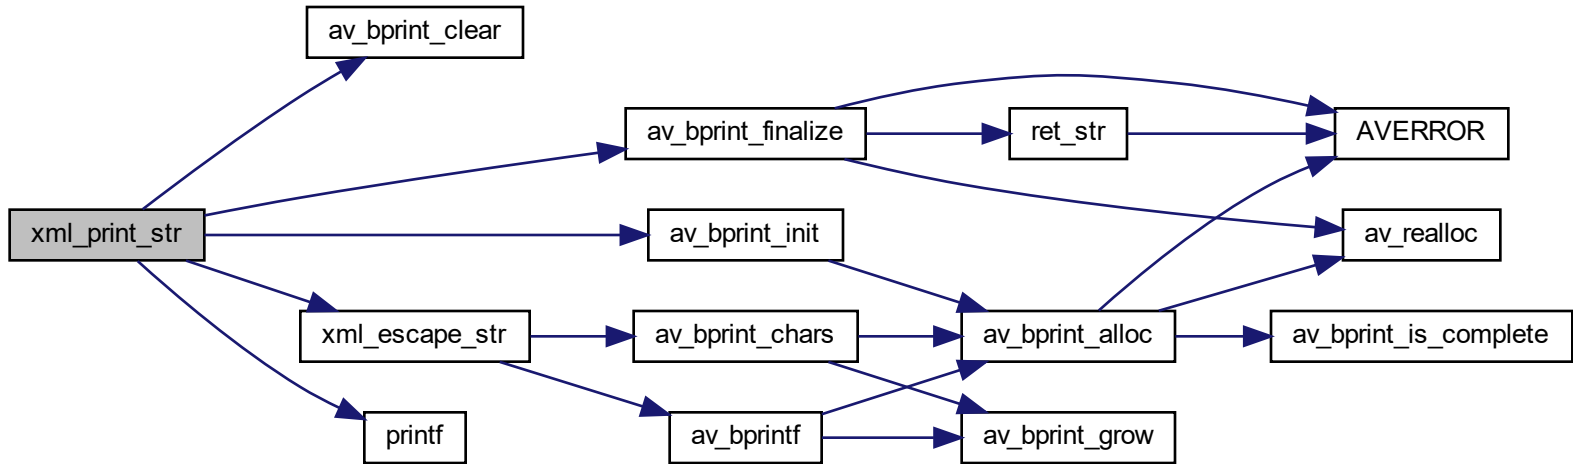 av_bprint_clear
av_bprint_finalize
ret_str
AVERROR
xml_print_str
av_bprint_init
av_realloc
xml_escape_str
av_bprint_chars
av_bprint_alloc
av_bprint_is_complete
printf
av_bprintf
av_bprint_grow